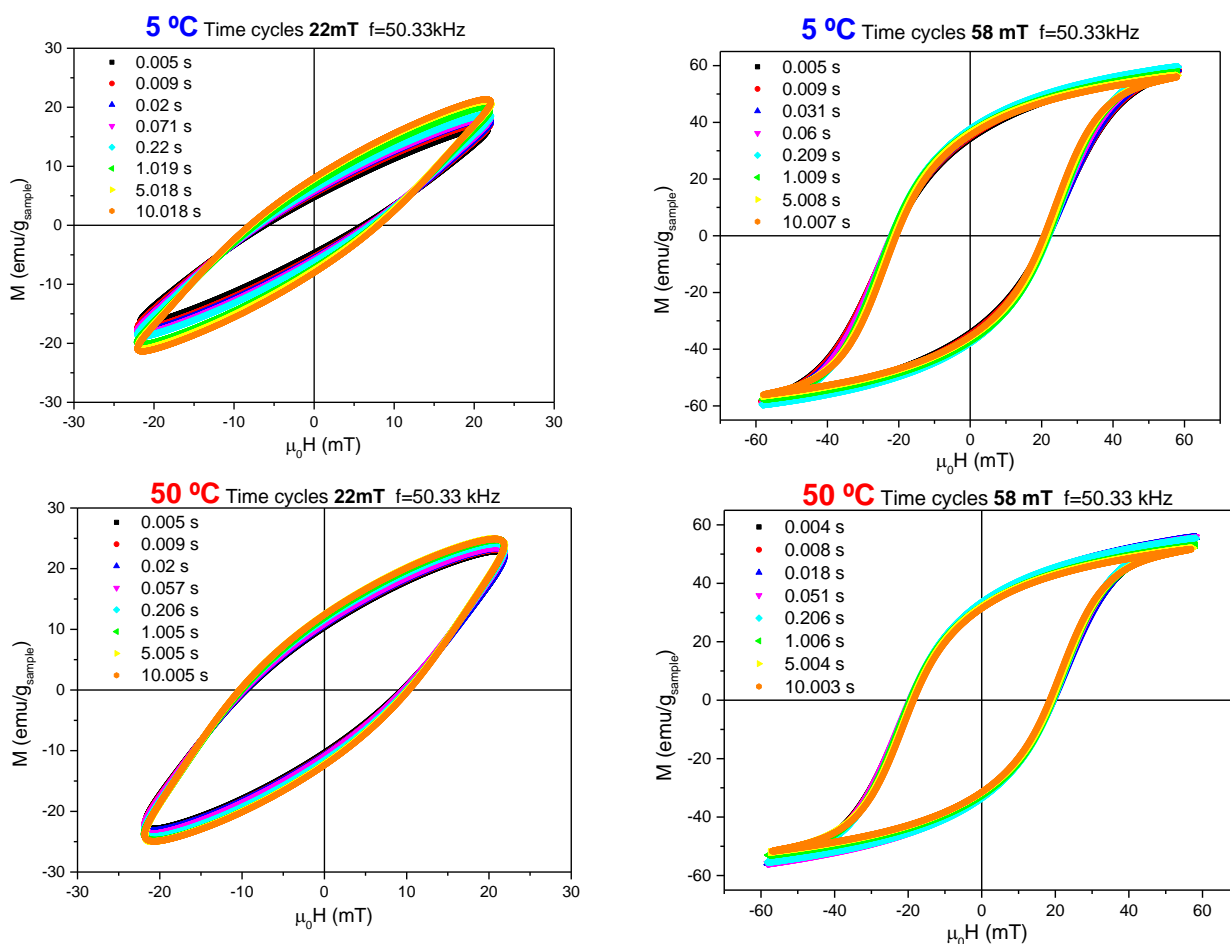 5 ºC Time cycles 22mT f=50.33kHz
30
20
10
0
-10
-20
-30
M (emu/gsample)
0.005 s
0.009 s
0.02 s
0.071 s
0.22 s
1.019 s
5.018 s
10.018 s
-30 -20 -10 0 10 20 30
μ0H (mT)
5 ºC Time cycles 58 mT f=50.33kHz
60
40
20
0
-20
-40
-60
M (emu/gsample)
0.005 s
0.009 s
0.031 s
0.06 s
0.209 s
1.009 s
5.008 s
10.007 s
-60 -40 -20 0 20 40 60
μ0H (mT)
50 ºC Time cycles 22mT f=50.33 kHz
30
20
10
0
-10
-20
-30
M (emu/gsample)
0.005 s
0.009 s
0.02 s
0.057 s
0.206 s
1.005 s
5.005 s
10.005 s
-30 -20 -10 0 10 20 30
μ0H (mT)
50 ºC Time cycles 58 mT f=50.33 kHz
60
40
20
0
-20
-40
-60
M (emu/gsample)
0.004 s
0.008 s
0.018 s
0.051 s
0.206 s
1.006 s
5.004 s
10.003 s
-60 -40 -20 0 20 40 60
μ0H (mT)